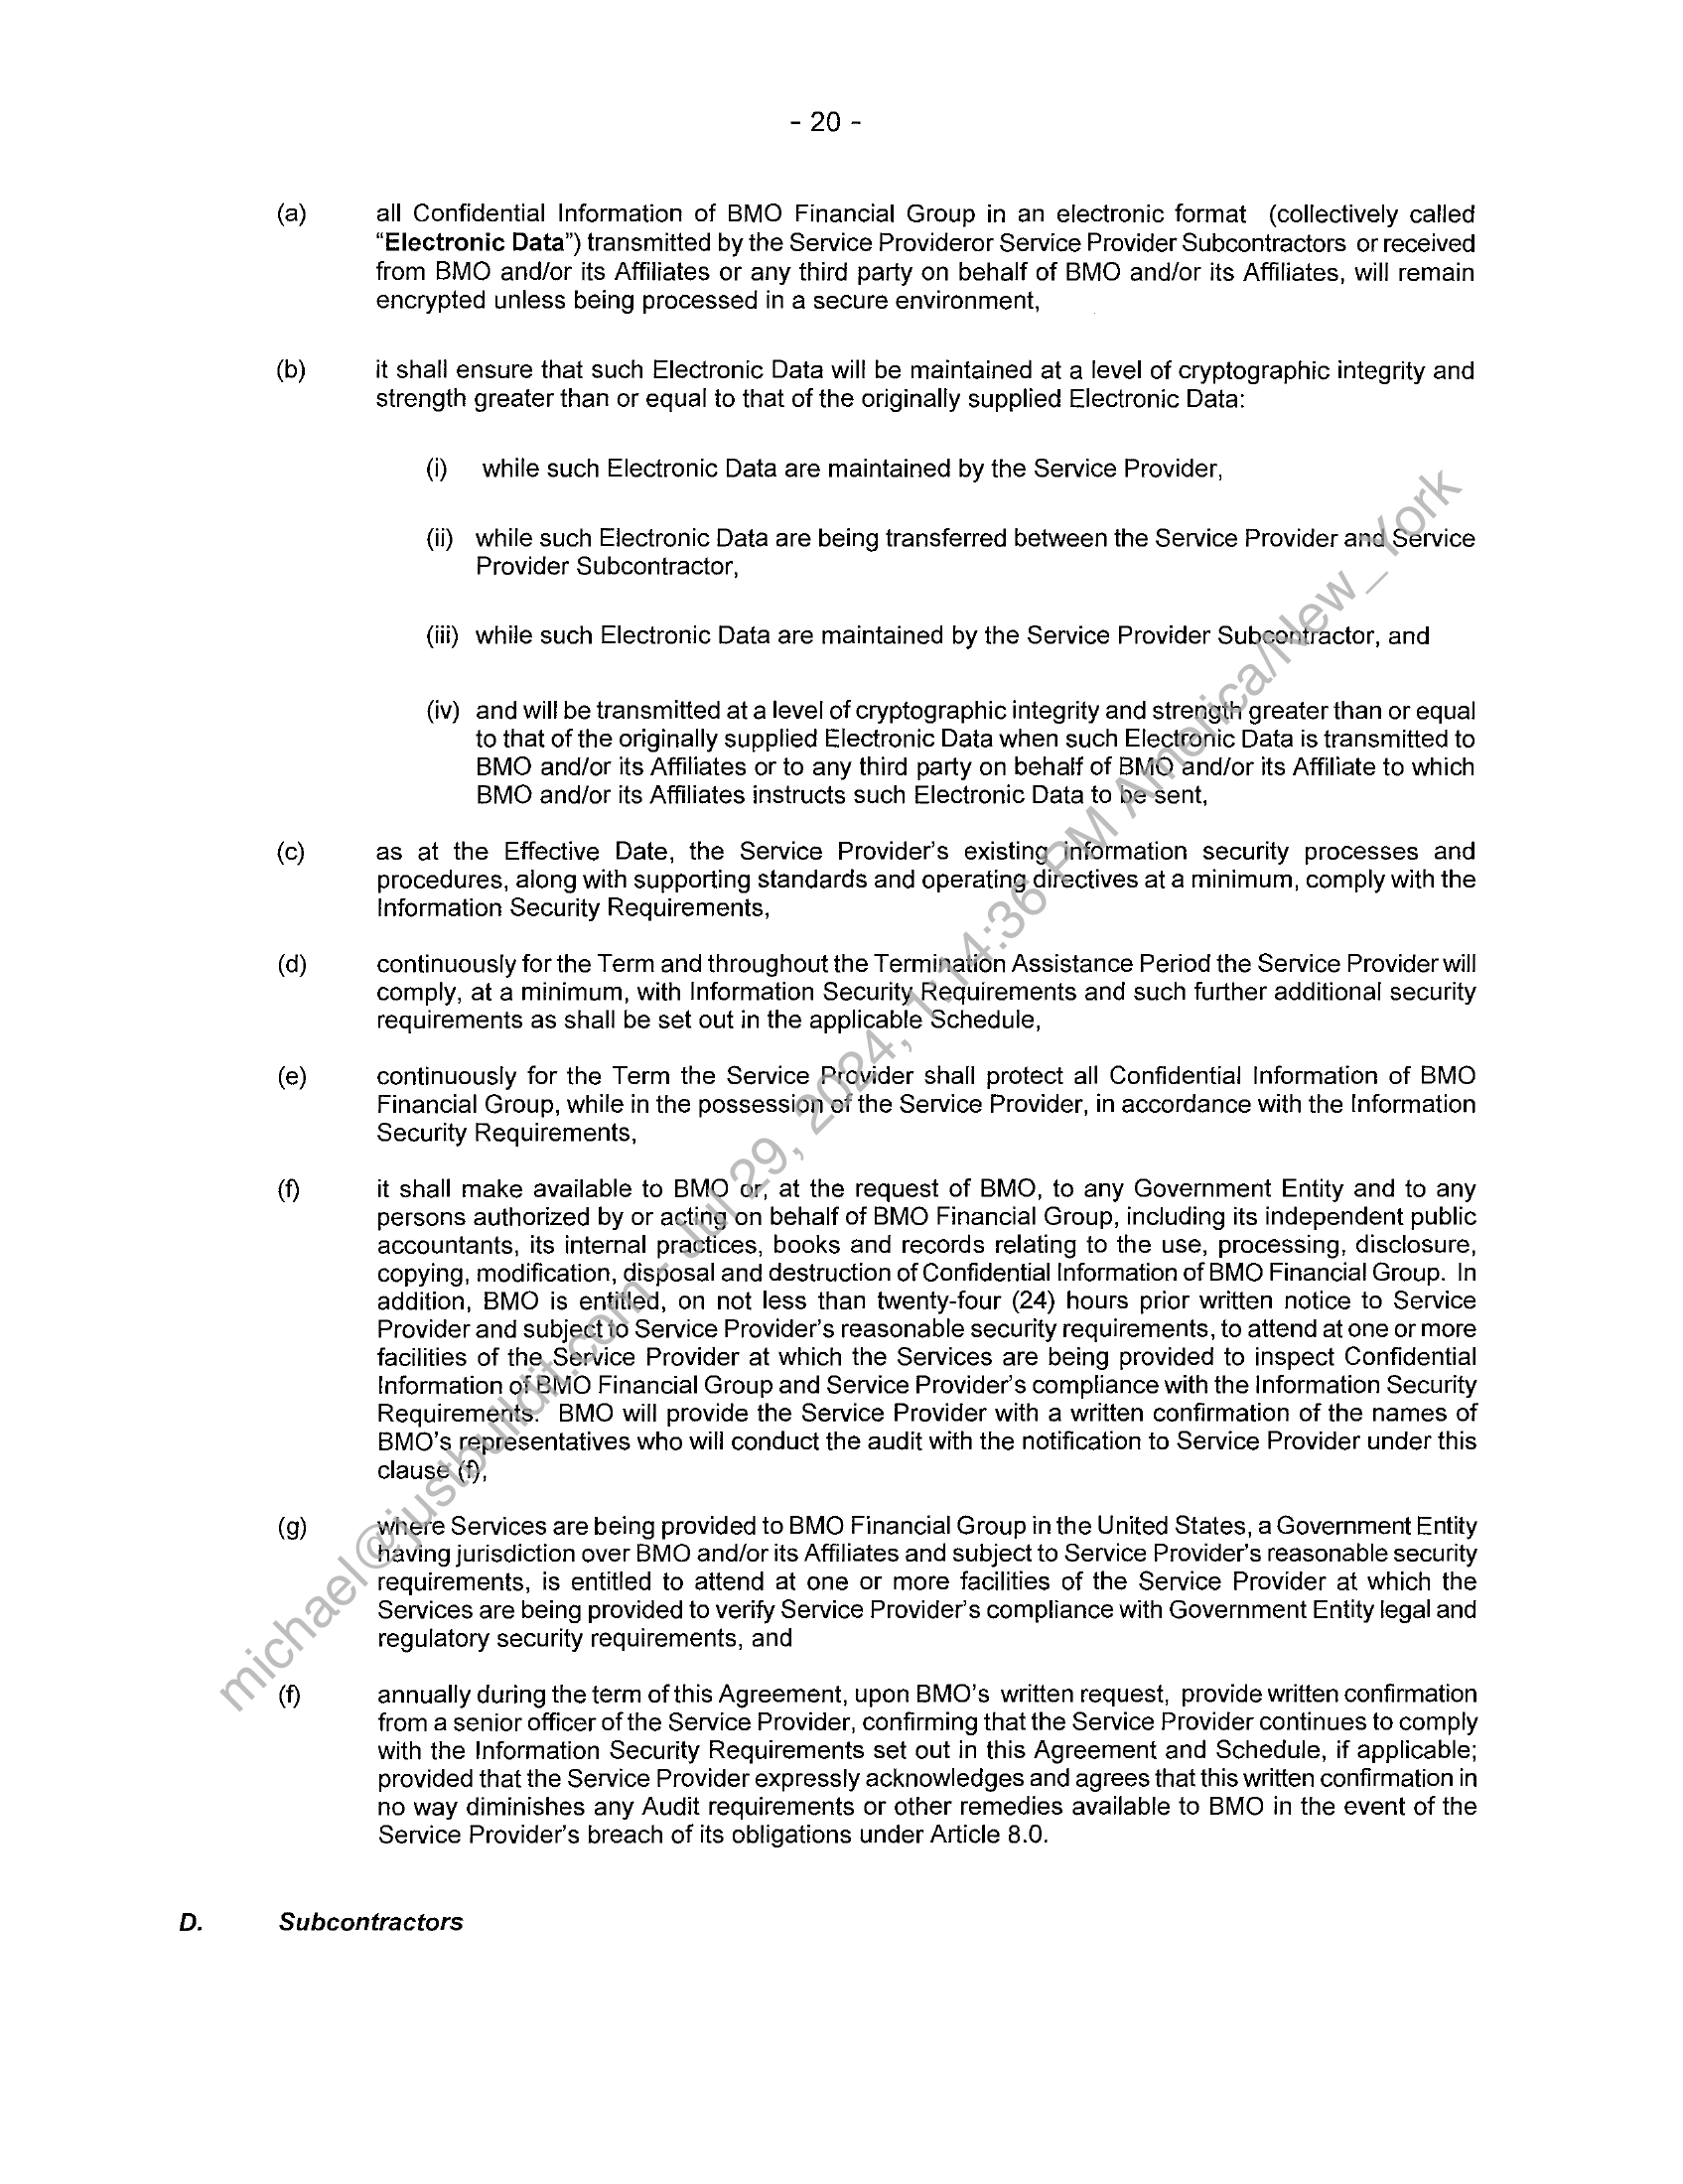 - 20 -
(a) all Confidential Information of BMO Financial Group in an electronic format (collectively called
“Electronic Data”) transmitted by the Service Provideror Service Provider Subcontractors or received
from BMO and/or its Affiliates or any third party on behalf of BMO and/or its Affiliates, will remain
encrypted unless being processed in a secure environment,
(b) it shall ensure that such Electronic Data will be maintained at a level of cryptographic integrity and
strength greater than or equal to that of the originally supplied Electronic Data:
(i) while such Electronic Data are maintained by the Service Provider,
(ii) while such Electronic Data are being transferred between the Service Provider and Service
Provider Subcontractor,
(iii) while such Electronic Data are maintained by the Service Provider Subcontractor, and
(iv) and will be transmitted at a level of cryptographic integrity and strength greater than or equal
to that of the originally supplied Electronic Data when such Electronic Data is transmitted to
BMO and/or its Affiliates or to any third party on behalf of BMO and/or its Affiliate to which
BMO and/or its Affiliates instructs such Electronic Data to be sent,
(c) as at the Effective Date, the Service Provider’s existing information security processes and
procedures, along with supporting standards and operating directives at a minimum, comply with the
Information Security Requirements,
(d) continuously for the Term and throughout the Termination Assistance Period the Service Provider will
comply, at a minimum, with Information Security Requirements and such further additional security
requirements as shall be set out in the applicable Schedule,
(e) continuously for the Term the Service Provider shall protect all Confidential Information of BMO
Financial Group, while in the possession of the Service Provider, in accordance with the Information
Security Requirements,
(f) it shall make available to BMO or, at the request of BMO, to any Government Entity and to any
persons authorized by or acting on behalf of BMO Financial Group, including its independent public
accountants, its internal practices, books and records relating to the use, processing, disclosure,
copying, modification, disposal and destruction of Confidential Information of BMO Financial Group. In
addition, BMO is entitled, on not less than twenty-four (24) hours prior written notice to Service
Provider and subject to Service Provider’s reasonable security requirements, to attend at one or more
facilities of the Service Provider at which the Services are being provided to inspect Confidential
Information of BMO Financial Group and Service Provider’s compliance with the Information Security
Requirements. BMO will provide the Service Provider with a written confirmation of the names of
BMO’s representatives who will conduct the audit with the notification to Service Provider under this
clause (f),
(g) where Services are being provided to BMO Financial Group in the United States, a Government Entity
having jurisdiction over BMO and/or its Affiliates and subject to Service Provider’s reasonable security
requirements, is entitled to attend at one or more facilities of the Service Provider at which the
Services are being provided to verify Service Provider’s compliance with Government Entity legal and
regulatory security requirements, and
(f) annually during the term of this Agreement, upon BMO’s written request, provide written confirmation
from a senior officer of the Service Provider, confirming that the Service Provider continues to comply
with the Information Security Requirements set out in this Agreement and Schedule, if applicable;
provided that the Service Provider expressly acknowledges and agrees that this written confirmation in
no way diminishes any Audit requirements or other remedies available to BMO in the event of the
Service Provider’s breach of its obligations under Article 8.0.
D. Subcontractors
michael@justbuildit.com - Jul 29, 2024, 1:14:36 PM America/New_York